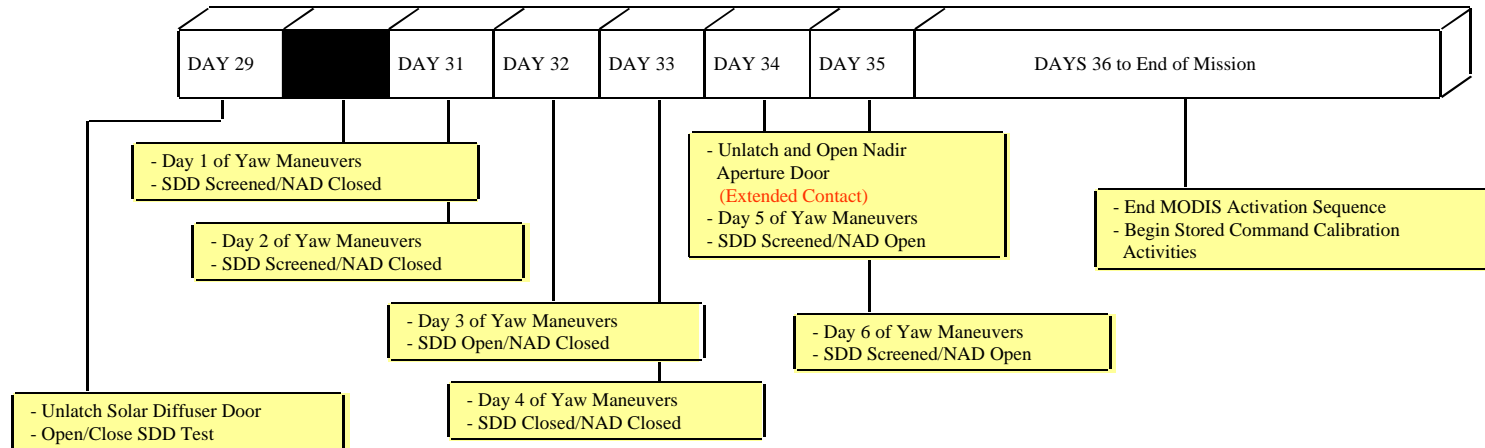 DAY 29
DAY 31
DAY 32
DAY 33
DAY 34
DAY 35
DAYS 36 to End of Mission
- Day 1 of Yaw Maneuvers
- SDD Screened/NAD Closed
- Day 2 of Yaw Maneuvers
- SDD Screened/NAD Closed
- Unlatch and Open Nadir
Aperture Door
(Extended Contact)
- Day 5 of Yaw Maneuvers
- SDD Screened/NAD Open
- End MODIS Activation Sequence
- Begin Stored Command Calibration
Activities
- Day 3 of Yaw Maneuvers
- SDD Open/NAD Closed
- Day 6 of Yaw Maneuvers
- SDD Screened/NAD Open
- Day 4 of Yaw Maneuvers
- SDD Closed/NAD Closed
- Unlatch Solar Diffuser Door
- Open/Close SDD Test